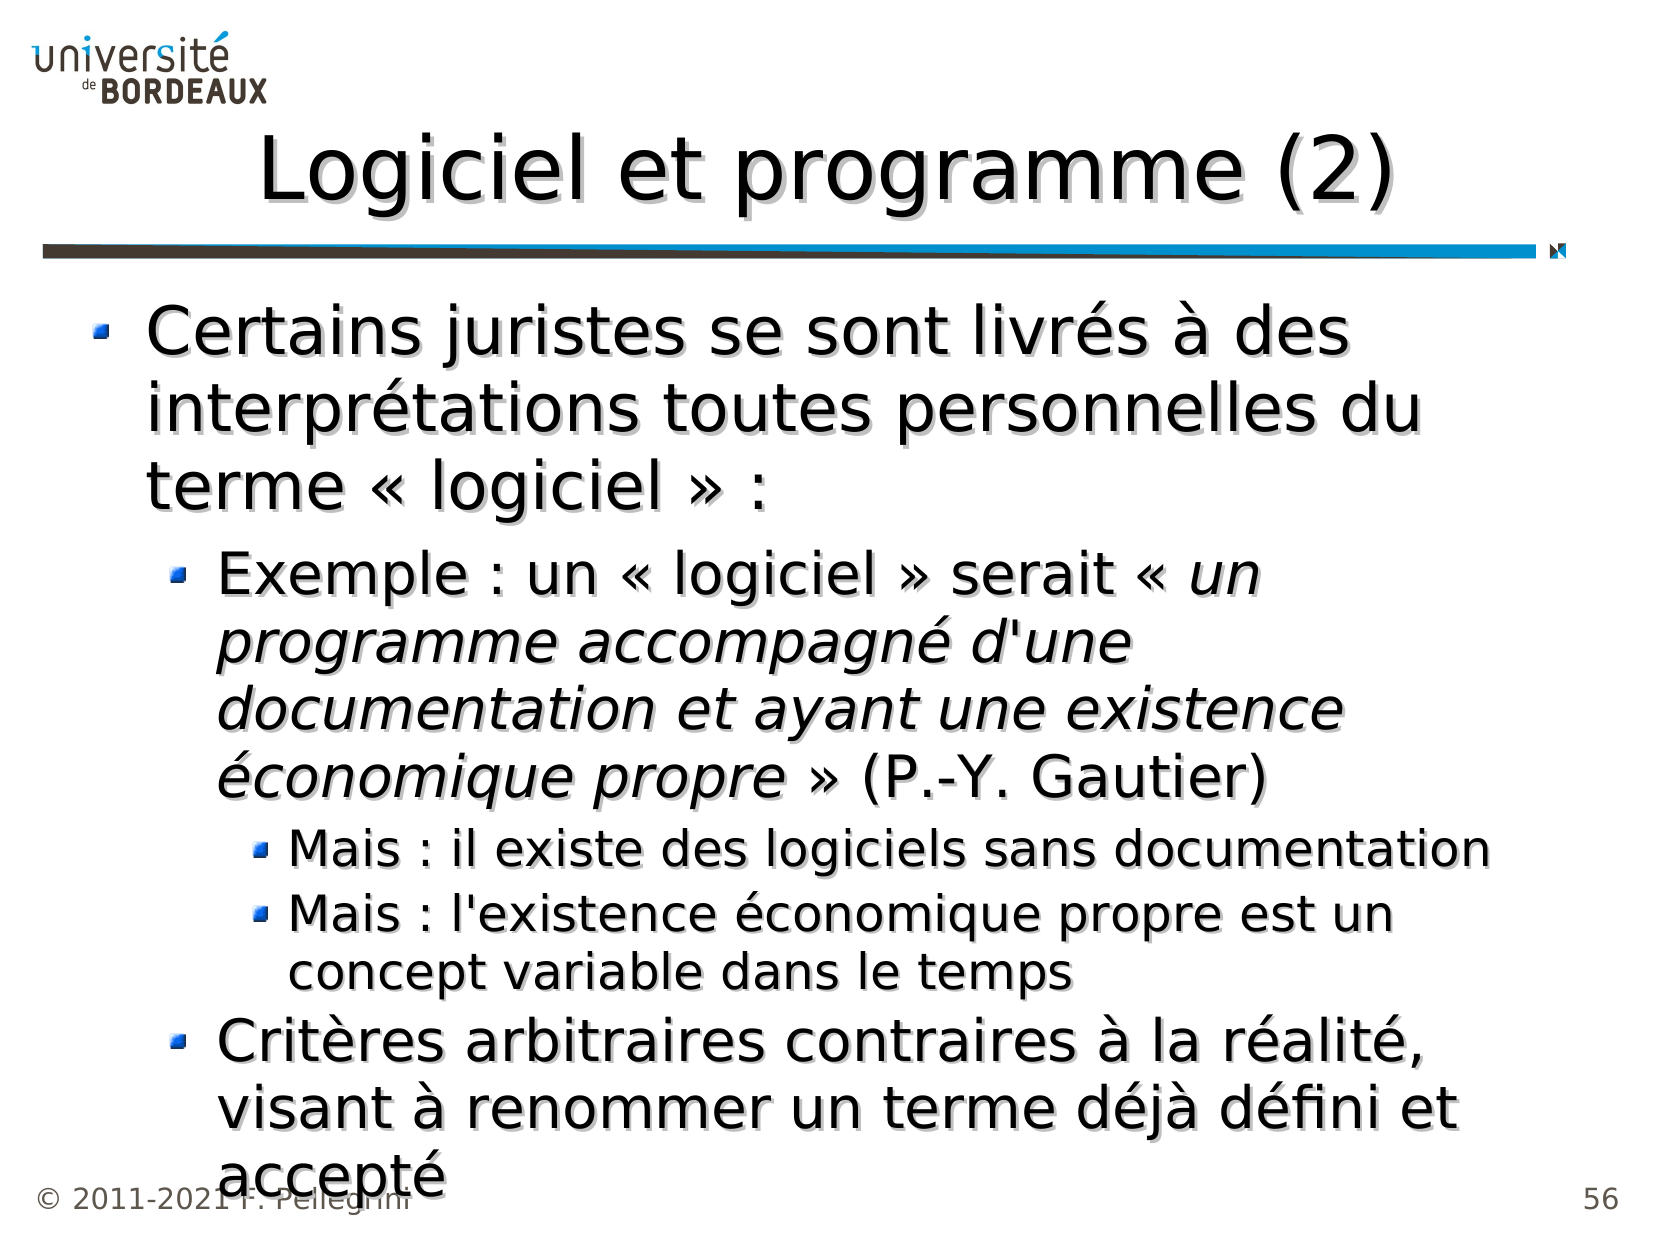 université
de BORDEAUX
Logiciel et programme (2)
Certains juristes se sont livrés à des
interprétations toutes personnelles du
terme « logiciel » :
Exemple : un « logiciel » serait « un
programme accompagné d'une
documentation et ayant une existence
économique propre » (P.-Y. Gautier)
Mais : il existe des logiciels sans documentation
Mais : l'existence économique propre est un
concept variable dans le temps
Critères arbitraires contraires à la réalité,
visant à renommer un terme déjà défini et
accepté
© 2011-2021 F. Pellegrini
56